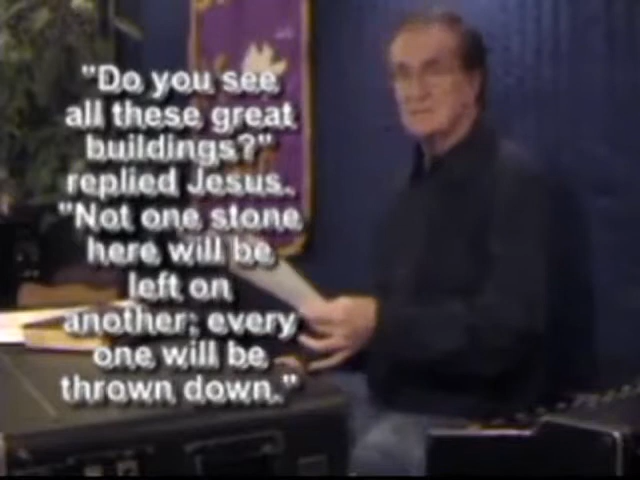 "Do you see
all these great
buildings?"
replied Jesus.
"Not one stone
here will be
left on
another; every
one will be
thrown down."